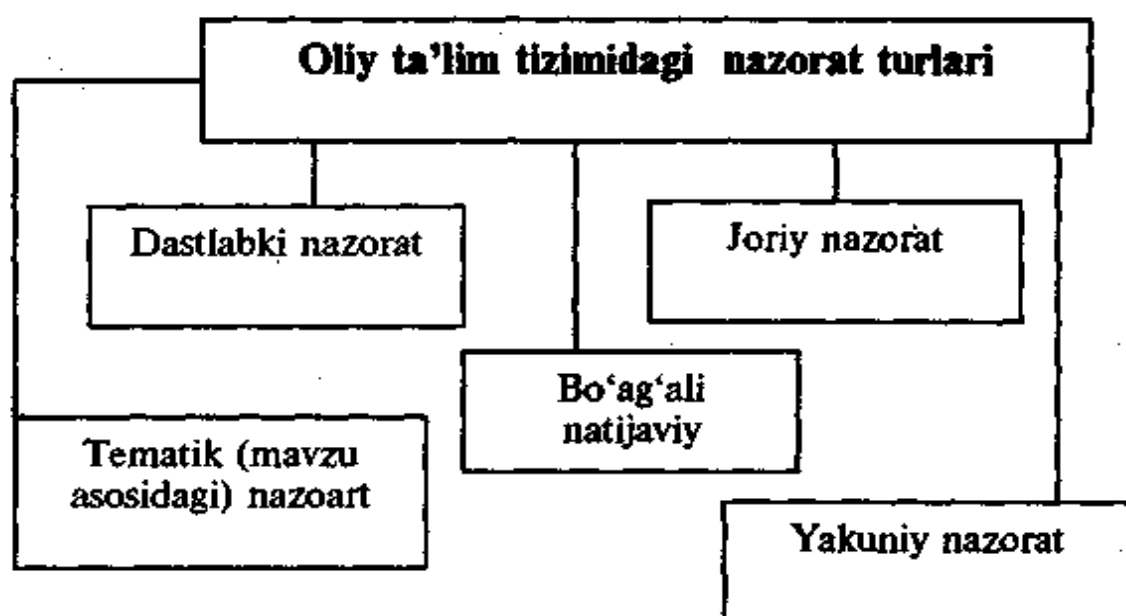 Oliy ta’lim tizimidagi nazorat turlari
Dastlabki nazorat
Joriy nazorat
Bo‘ag‘ali
natijaviy
Tematik (mavzu
asosidagi) nazoart
Yakuniy nazorat